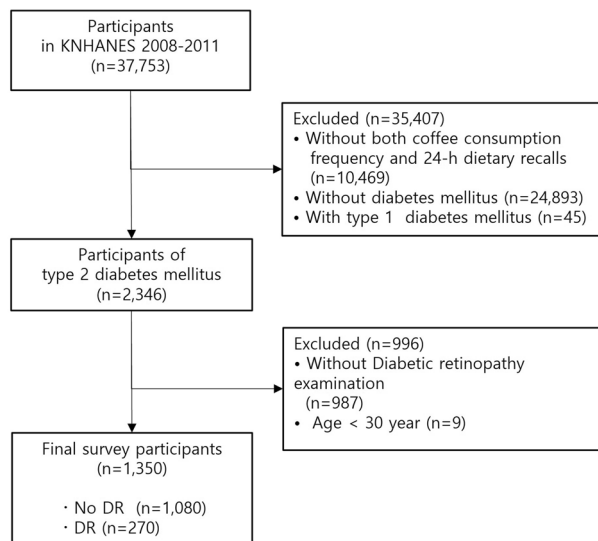 Participants
in KNHANES 2008-2011
(n=37,753)
Excluded (n=35,407)
• Without both coffee consumption
frequency and 24-h dietary recalls
(n=10,469)
• Without diabetes mellitus (n=24,893)
• With type 1 diabetes mellitus (n=45)
Participants of
type 2 diabetes mellitus
(n=2,346)
Excluded (n=996)
• Without Diabetic retinopathy
examination
(n=987)
• Age < 30 year (n=9)
Final survey participants
(n=1,350)
· No DR (n=1,080)
· DR (n=270)